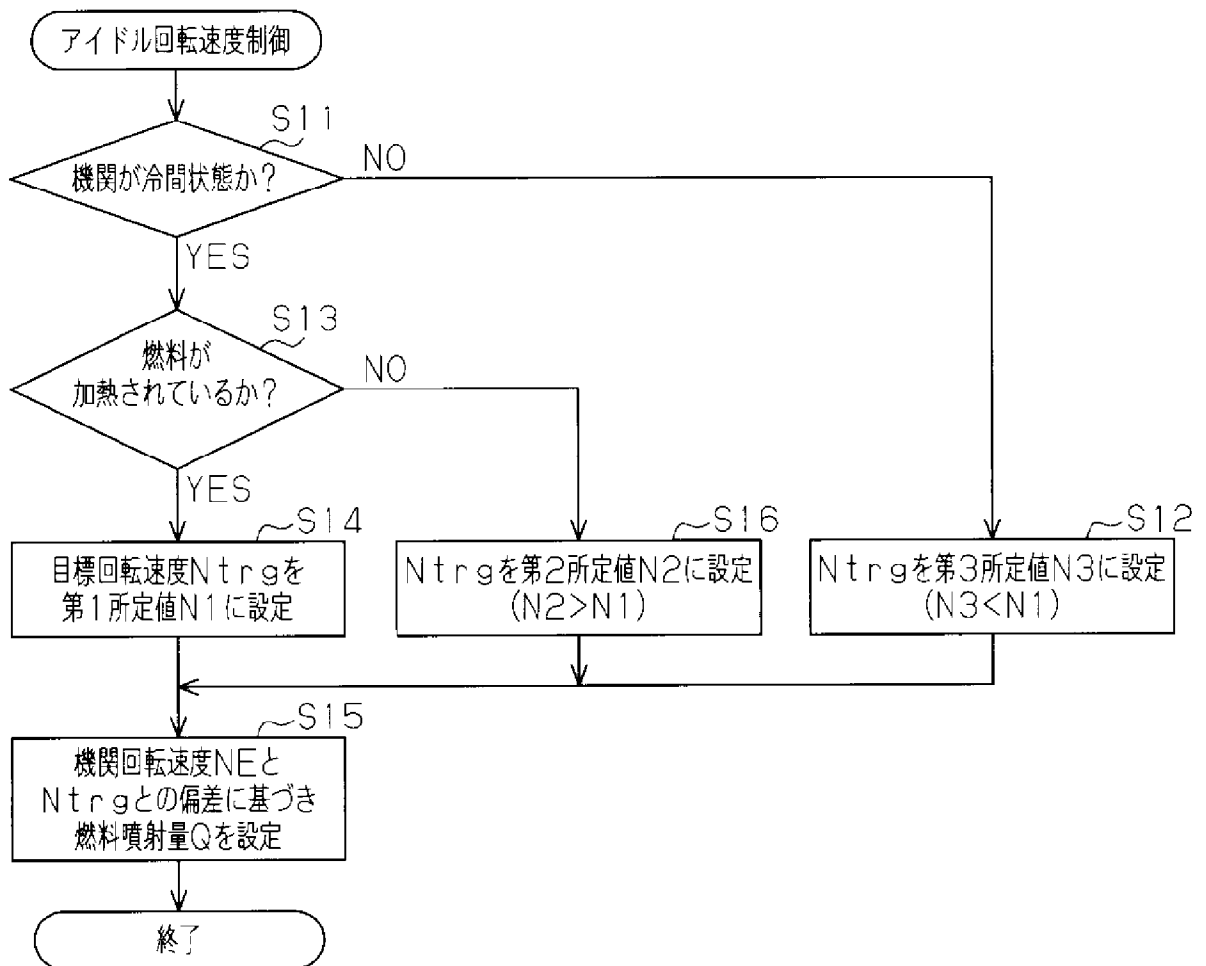 アイドル回転速度制御
S11
機関が冷間状態か?
NO
YES
S13
燃料が
加熱されているか?
NO
YES
S14
目標回転速度Ntrgを
第1所定値N1に設定
S16
Ntrgを第2所定値N2に設定
(N2>N1)
S12
Ntrgを第3所定値N3に設定
(N3<N1)
S15
機関回転速度NEと
Ntrgとの偏差に基づき
燃料噴射量Qを設定
終了